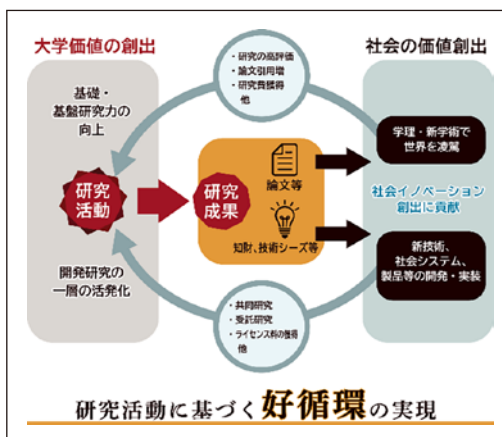 大学価値の創出
基礎・
基盤研究力の
向上
研究
活動
開発研究の
一層の活発化
・研究の高評価
・論文引用増
・研究費獲得
他
研究
成果
論文等
知財、技術シーズ等
・共同研究
・受託研究
・ライセンス料の獲得
他
社会の価値創出
学理・新学術で
世界を凌駕
社会イノベーション
創出に貢献
新技術、
社会システム、
製品等の開発・実装
研究活動に基づく好循環の実現